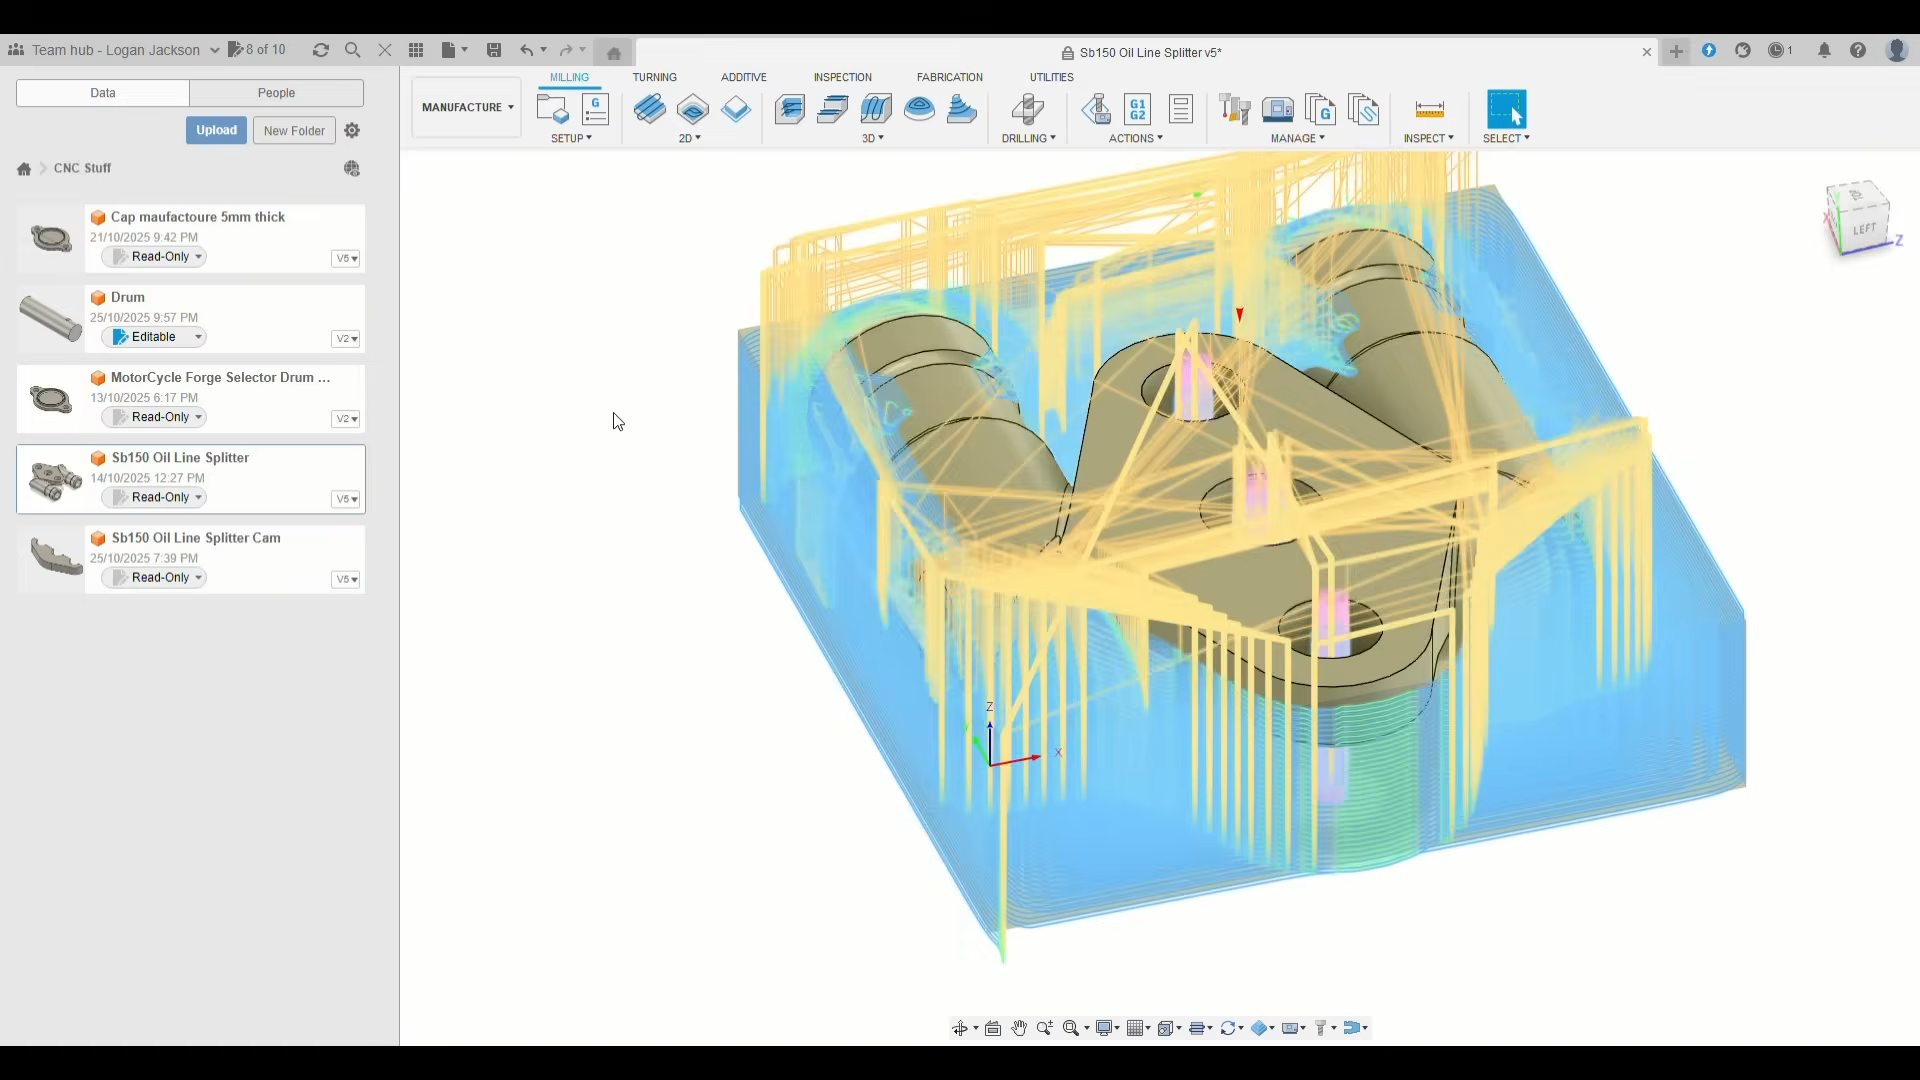 Team hub - Logan Jackson
8 of 10
Sb150 Oil Line Splitter v5*
1
Data
People
Upload
New Folder
CNC Stuff
MANUFACTURE
MILLING
TURNING
ADDITIVE
INSPECTION
FABRICATION
UTILITIES
G
G1
G2
G
SETUP
2D
3D
DRILLING
ACTIONS
MANAGE
INSPECT
SELECT
Cap maufactoure 5mm thick
21/10/2025 9:42 PM
Read-Only
V5
Drum
25/10/2025 9:57 PM
Editable
V2
MotorCycle Forge Selector Drum ...
13/10/2025 6:17 PM
Read-Only
V2
Sb150 Oil Line Splitter
14/10/2025 12:27 PM
Read-Only
V5
Sb150 Oil Line Splitter Cam
25/10/2025 7:39 PM
Read-Only
V5
LEFT
X
Z
Z
X